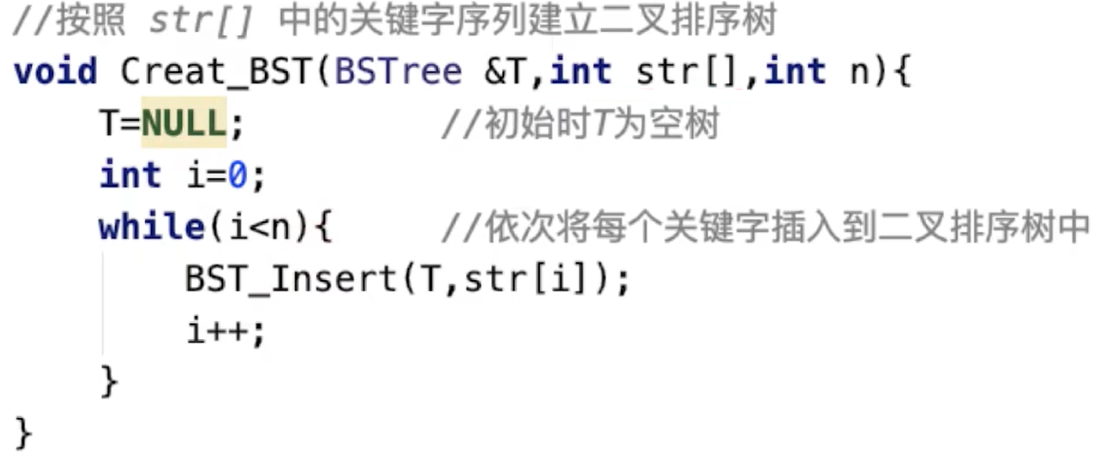 //按照 str[] 中的关键字序列建立二叉排序树
void Creat_BST(BSTree &T,int str[],int n){
    T=NULL;          //初始时T为空树
    int i=0;
    while(i<n){      //依次将每个关键字插入到二叉排序树中
        BST_Insert(T,str[i]);
        i++;
    }
}